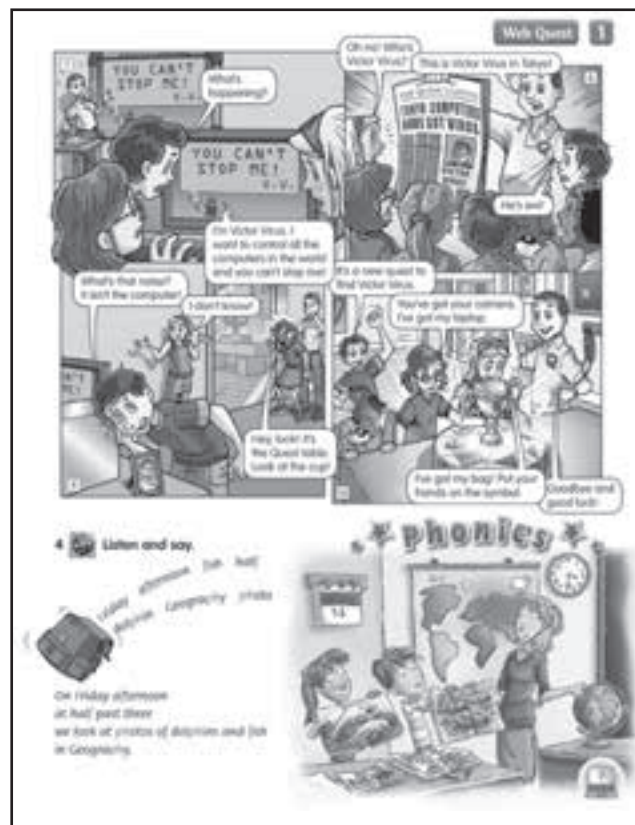 Web Quest 1
YOU CAN'T
STOP ME!
V.V.
What's
happening?
YOU CAN'T
STOP ME!
V.V.
I'm Victor Virus. I
want to control all the
computers in the world
and you can't stop me!
Oh no! Who's
Victor Virus?
This is Victor Virus in Tokyo!
He's evil!
What's that noise?
It isn't the computer!
I don't know!
Hey, look! It's
the Quest table.
Look at the cup!
It's a new quest to
find Victor Virus.
You've got your camera.
I've got my laptop.
I've got my bag! Put your
hands on the symbol.
Goodbye and
good luck!
4 Listen and say.
Friday afternoon fish half
dolphin Geography photo
On Friday afternoon
at half past three
we look at photos of dolphins and fish
in Geography.
phonics